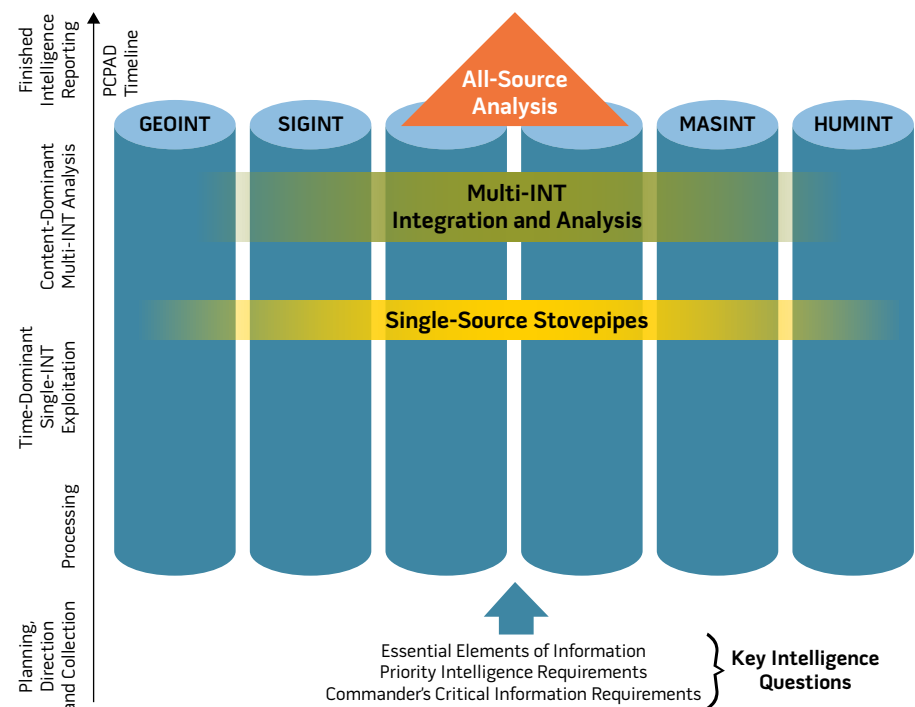 Finished
Intelligence
Reporting
PCPAD
Timeline
All-Source
Analysis
GEOINT
SIGINT
MASINT
HUMINT
Content-Dominant
Multi-INT Analysis
Multi-INT
Integration and Analysis
Single-Source Stovepipes
Time-Dominant
Single-INT
Exploitation
Processing
Planning,
Direction
and Collection
Essential Elements of Information
Priority Intelligence Requirements
Commander's Critical Information Requirements
Key Intelligence
Questions